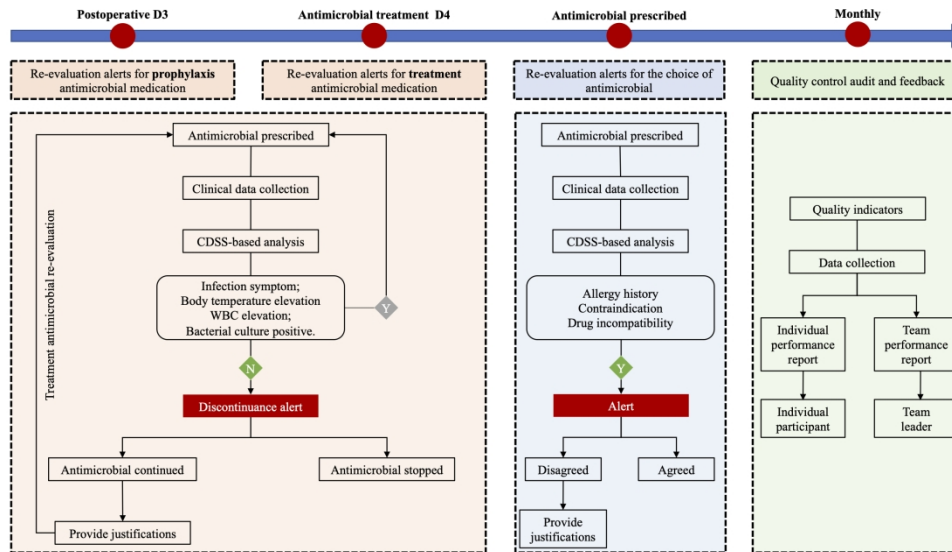 Postoperative D3
Antimicrobial treatment D4
Antimicrobial prescribed
Monthly
Re-evaluation alerts for prophylaxis
antimicrobial medication
Re-evaluation alerts for treatment
antimicrobial medication
Re-evaluation alerts for the choice of
antimicrobial
Quality control audit and feedback
Treatment antimicrobial re-evaluation
Antimicrobial prescribed
Clinical data collection
CDSS-based analysis
Infection symptom;
Body temperature elevation
WBC elevation;
Bacterial culture positive.
Y
N
Discontinuance alert
Antimicrobial continued
Antimicrobial stopped
Provide justifications
Antimicrobial prescribed
Clinical data collection
CDSS-based analysis
Allergy history
Contraindication
Drug incompatibility
Y
Alert
Disagreed
Agreed
Provide
justifications
Quality indicators
Data collection
Individual
performance
report
Team
performance
report
Individual
participant
Team
leader